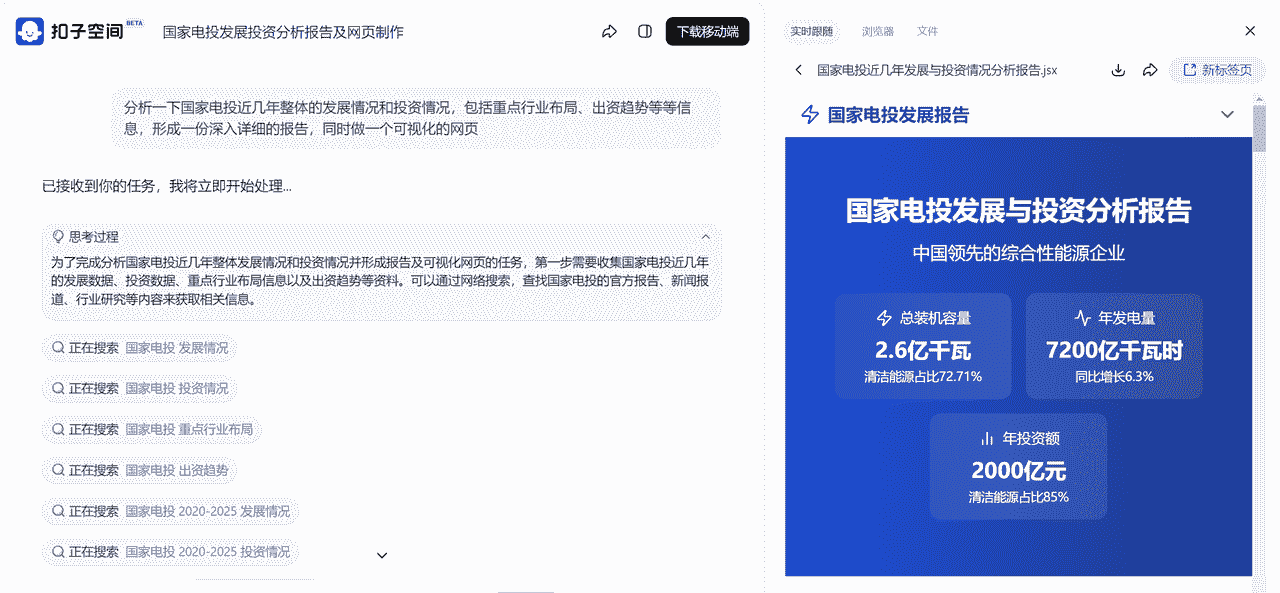 扣子空间 BETA
国家电投发展投资分析报告及网页制作
下载移动端
分析一下国家电投近几年整体的发展情况和投资情况，包括重点行业布局、出资趋势等等信
息，形成一份深入详细的报告，同时做一个可视化的网页
已接收到你的任务，我将立即开始处理...
思考过程
为了完成分析国家电投近几年整体发展情况和投资情况并形成报告及可视化网页的任务，第一步需要收集国家电投近几年
的发展数据、投资数据、重点行业布局信息以及出资趋势等资料。可以通过网络搜索，查找国家电投的官方报告、新闻报
道、行业研究等内容来获取相关信息。
正在搜索 国家电投 发展情况
正在搜索 国家电投 投资情况
正在搜索 国家电投 重点行业布局
正在搜索 国家电投 出资趋势
正在搜索 国家电投 2020-2025 发展情况
正在搜索 国家电投 2020-2025 投资情况
实时跟随 浏览器 文件
国家电投近几年发展与投资情况分析报告.jsx
新标签页
国家电投发展报告
国家电投发展与投资分析报告
中国领先的综合性能源企业
总装机容量
2.6亿千瓦
清洁能源占比72.71%
年发电量
7200亿千瓦时
同比增长6.3%
年投资额
2000亿元
清洁能源占比85%